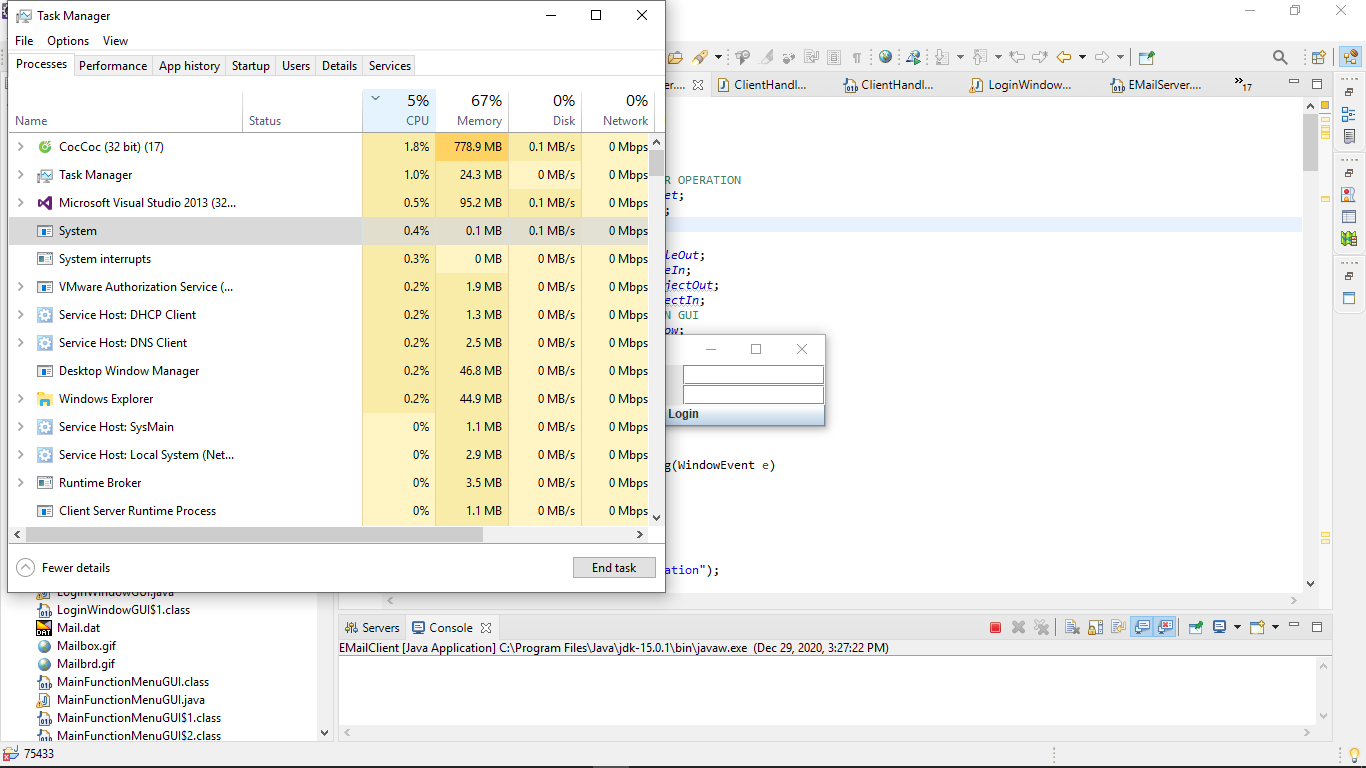 Task Manager
File Options View
Processes Performance App history Startup Users Details Services
5% 67% 0% 0%
Name Status CPU Memory Disk Network
CocCoc (32 bit) (17) 1.8% 778.9 MB 0.1 MB/s 0 Mbps
Task Manager 1.0% 24.3 MB 0 MB/s 0 Mbps
Microsoft Visual Studio 2013 (32... 0.5% 95.2 MB 0.1 MB/s 0 Mbps
System 0.4% 0.1 MB 0.1 MB/s 0 Mbps
System interrupts 0.3% 0 MB 0 MB/s 0 Mbps
VMware Authorization Service (... 0.2% 1.9 MB 0 MB/s 0 Mbps
Service Host: DHCP Client 0.2% 1.3 MB 0 MB/s 0 Mbps
Service Host: DNS Client 0.2% 2.5 MB 0 MB/s 0 Mbps
Desktop Window Manager 0.2% 46.8 MB 0 MB/s 0 Mbps
Windows Explorer 0.2% 44.9 MB 0 MB/s 0 Mbps
Service Host: SysMain 0% 1.1 MB 0 MB/s 0 Mbps
Service Host: Local System (Net... 0% 2.9 MB 0 MB/s 0 Mbps
Runtime Broker 0% 3.5 MB 0 MB/s 0 Mbps
Client Server Runtime Process 0% 1.1 MB 0 MB/s 0 Mbps
Fewer details End task
er.... ClientHandl... ClientHandl... LoginWindow... EMailServer.... »17
R OPERATION
et;
;
leOut;
eIn;
jectOut;
ectIn;
N GUI
ow;
Login
g(WindowEvent e)
ation");
LoginWindowGUI.java
LoginWindowGUI$1.class
Mail.dat
Mailbox.gif
Mailbrd.gif
MainFunctionMenuGUI.class
MainFunctionMenuGUI.java
MainFunctionMenuGUI$1.class
MainFunctionMenuGUI$2.class
Servers Console
EMailClient [Java Application] C:\Program Files\Java\jdk-15.0.1\bin\javaw.exe (Dec 29, 2020, 3:27:22 PM)
75433